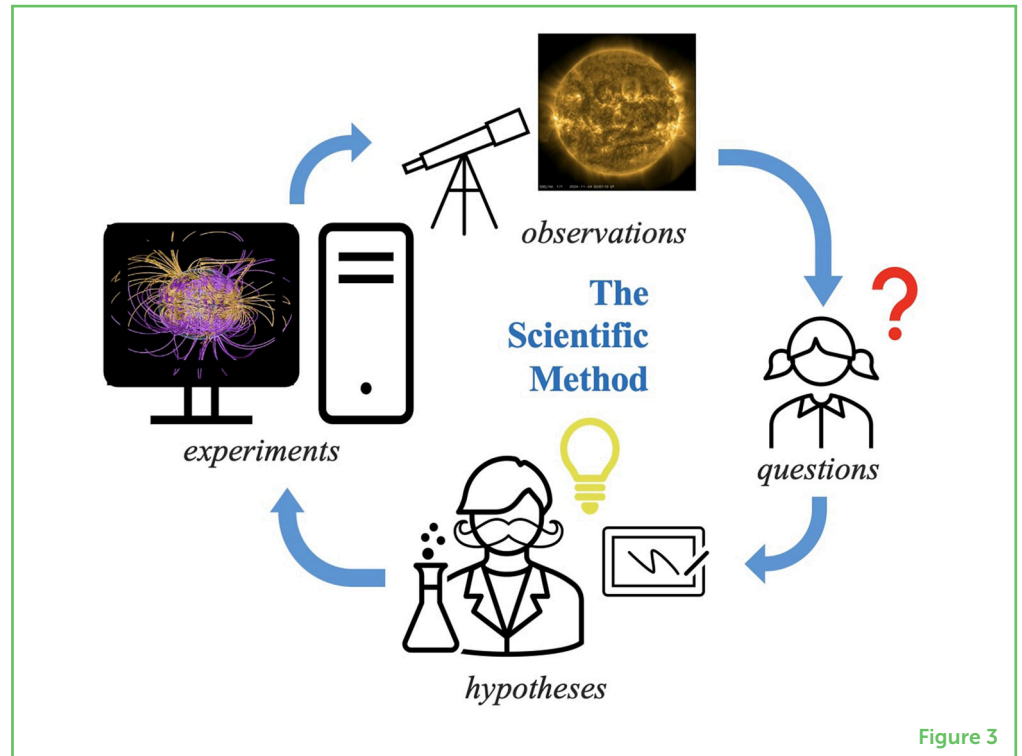 observations
The
Scientific
Method
?
questions
experiments
hypotheses
Figure 3